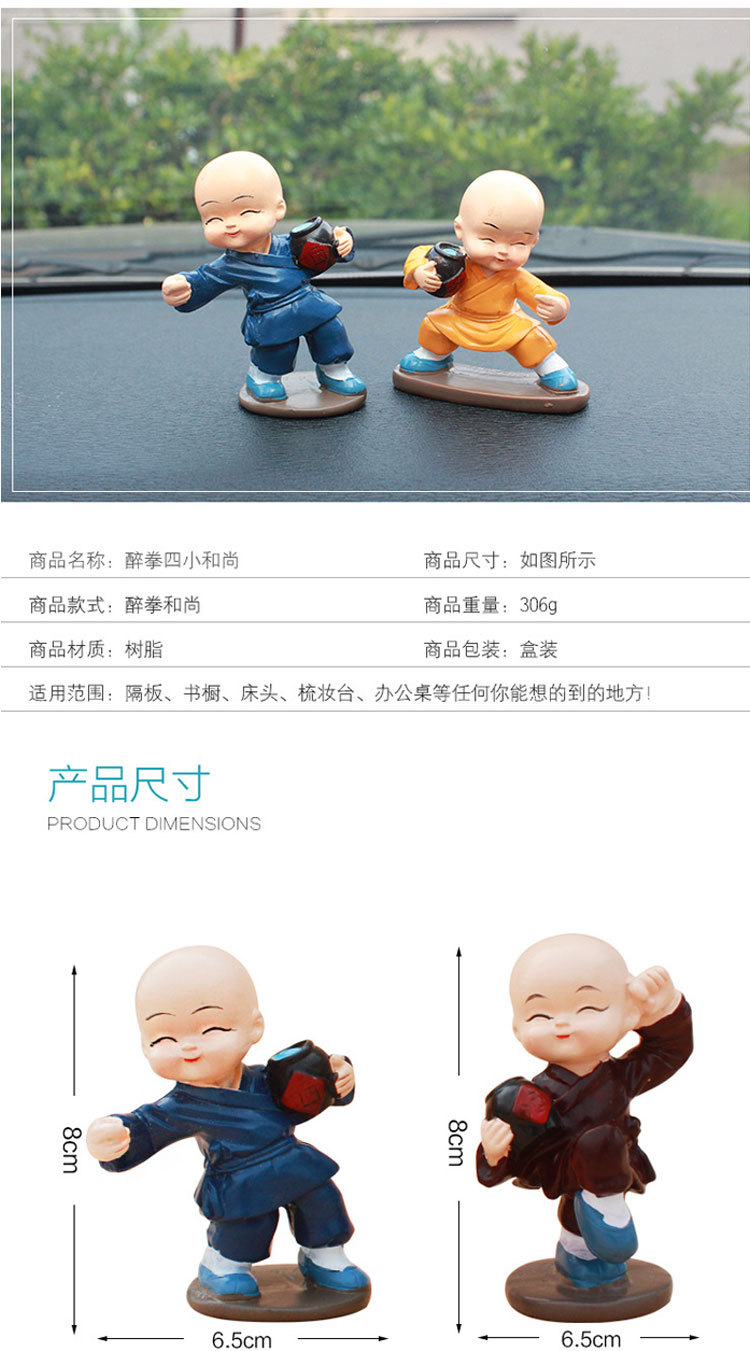 商品名称：醉拳四小和尚
商品尺寸：如图所示
商品款式：醉拳和尚
商品重量：306g
商品材质：树脂
商品包装：盒装
适用范围：隔板、书橱、床头、梳妆台、办公桌等任何你能想的到的地方！
产品尺寸
PRODUCT DIMENSIONS
8cm
8cm
6.5cm
6.5cm